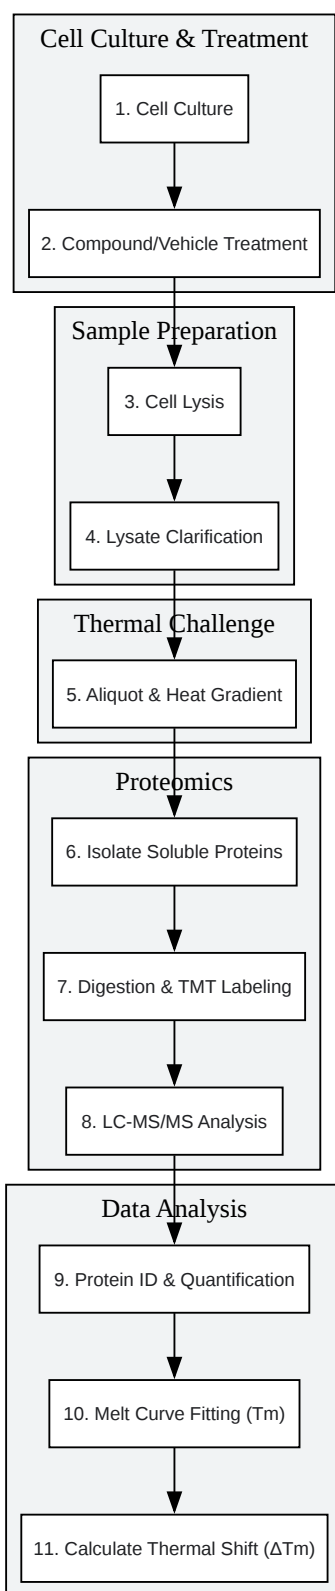 Cell Culture & Treatment
1. Cell Culture
2. Compound/Vehicle Treatment
Sample Preparation
3. Cell Lysis
4. Lysate Clarification
Thermal Challenge
5. Aliquot & Heat Gradient
Proteomics
6. Isolate Soluble Proteins
7. Digestion & TMT Labeling
8. LC-MS/MS Analysis
Data Analysis
9. Protein ID & Quantification
10. Melt Curve Fitting (Tm)
11. Calculate Thermal Shift (ΔTm)